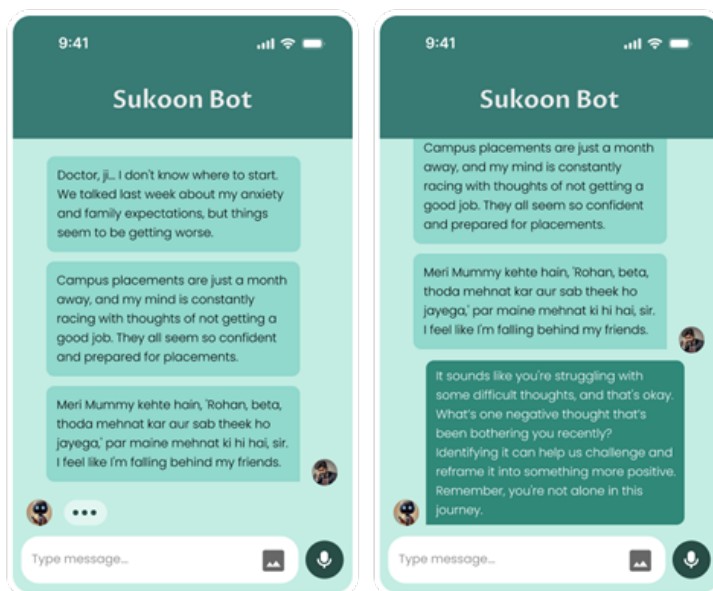 9:41
Sukoon Bot
Doctor, ji... I don't know where to start.
We talked last week about my anxiety
and family expectations, but things
seem to be getting worse.
Campus placements are just a month
away, and my mind is constantly
racing with thoughts of not getting a
good job. They all seem so confident
and prepared for placements.
Meri Mummy kehte hain, 'Rohan, beta,
thoda mehnat kar aur sab theek ho
jayega,' par maine mehnat ki hi hai, sir.
I feel like I'm falling behind my friends.
Type message...
9:41
Sukoon Bot
Campus placements are just a month
away, and my mind is constantly
racing with thoughts of not getting a
good job. They all seem so confident
and prepared for placements.
Meri Mummy kehte hain, 'Rohan, beta,
thoda mehnat kar aur sab theek ho
jayega,' par maine mehnat ki hi hai, sir.
I feel like I'm falling behind my friends.
It sounds like you're struggling with
some difficult thoughts, and that's okay.
What's one negative thought that's
been bothering you recently?
Identifying it can help us challenge and
reframe it into something more positive.
Remember, you're not alone in this
journey.
Type message...